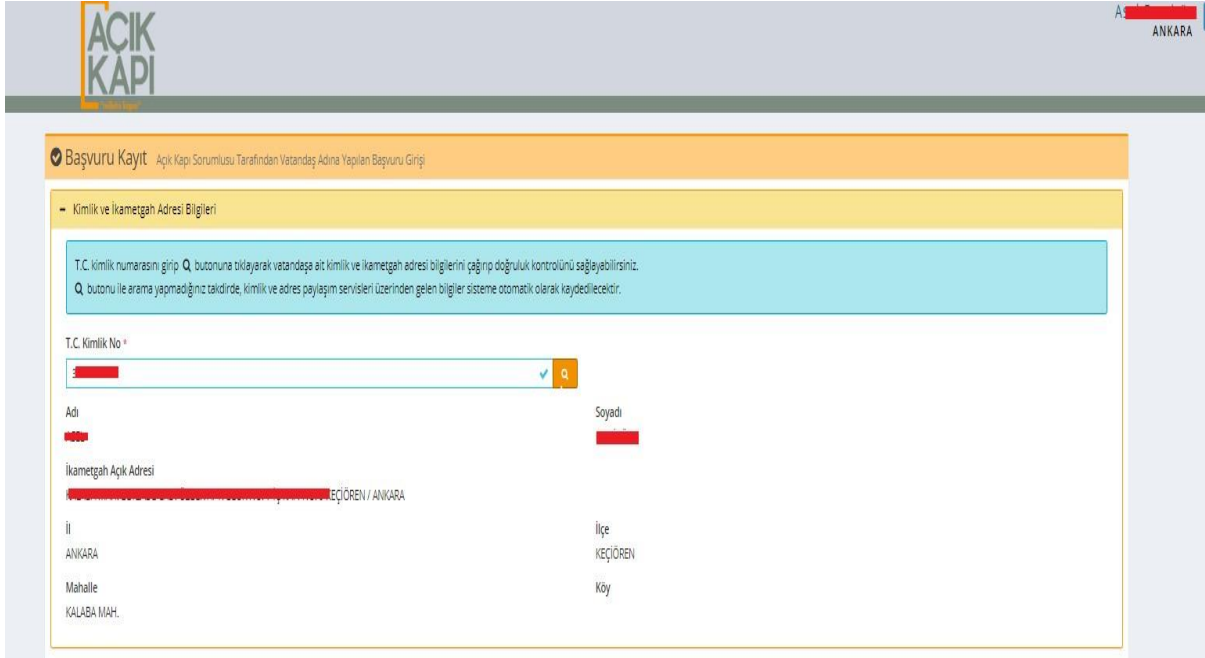 AÇIK
KAPI
ANKARA
Başvuru Kayıt Açık Kapı Sorumlusu Tarafından Vatandaş Adına Yapılan Başvuru Girişi
Kimlik ve İkametgah Adresi Bilgileri
T.C. kimlik numarasını girip butonuna tıklayarak vatandaşa ait kimlik ve ikametgah adresi bilgilerini çağırıp doğruluk kontrolünü sağlayabilirsiniz.
butonu ile arama yapmadığınız takdirde, kimlik ve adres paylaşım servisleri üzerinden gelen bilgiler sisteme otomatik olarak kaydedilecektir.
T.C. Kimlik No *
Adı Soyadı
İkametgah Açık Adresi
KEÇİÖREN / ANKARA
İl İlçe
ANKARA KEÇİÖREN
Mahalle Köy
KALABA MAH.